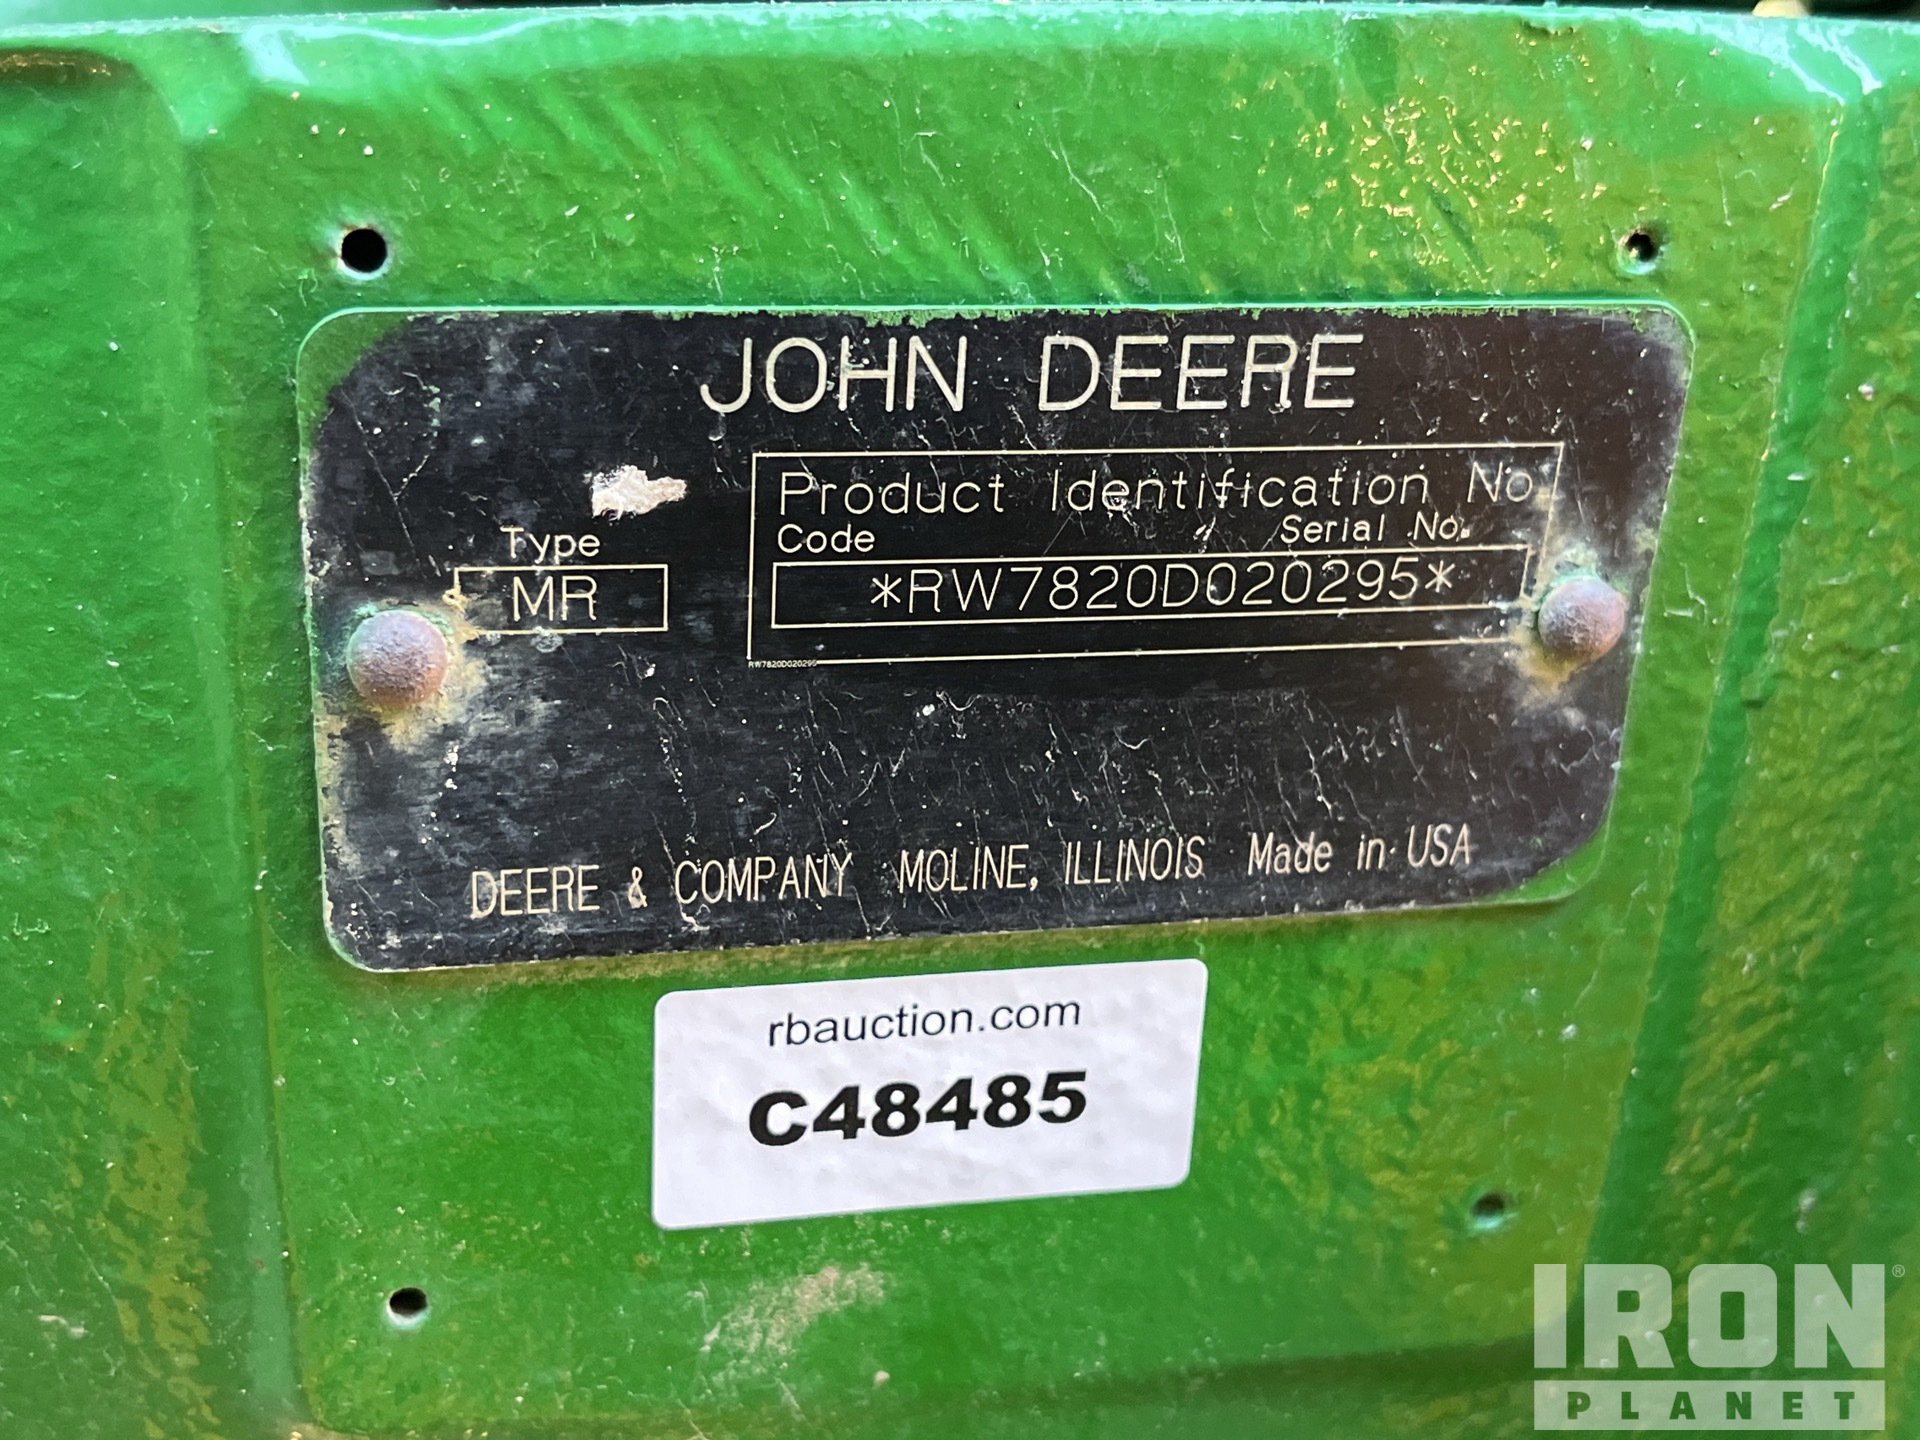 JOHN DEERE
Product Identification No.
Code Serial No.
Type
MR
*RW7820D020295*
RW7820D020295
DEERE & COMPANY MOLINE, ILLINOIS Made in USA
rbauction.com
C48485
IRON®
PLANET